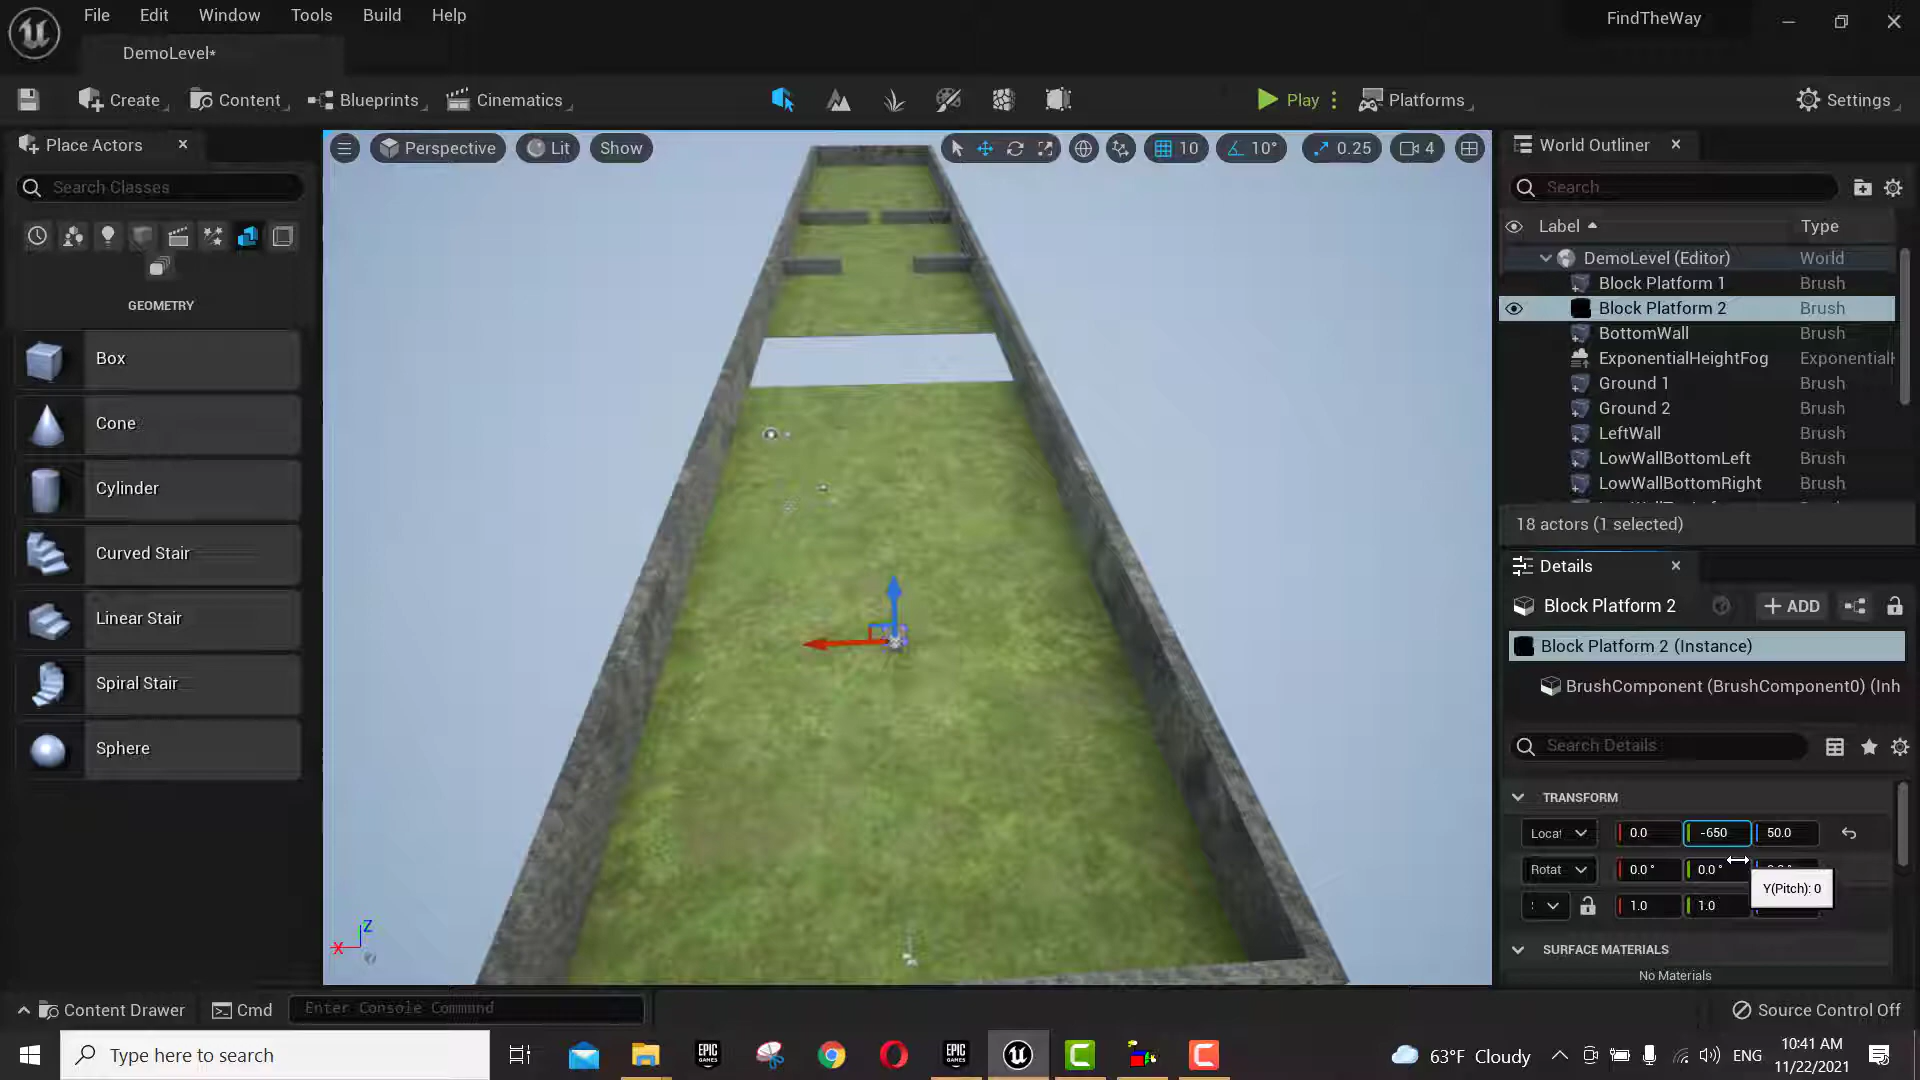 File Edit Window Tools Build Help
FindTheWay
DemoLevel*
Create Content Blueprints Cinematics Play Platforms Settings
Place Actors
Search Classes
GEOMETRY
Box
Cone
Cylinder
Curved Stair
Linear Stair
Spiral Stair
Sphere
Perspective Lit Show 10 10° 0.25 4
X
Z
World Outliner
Search...
Label Type
DemoLevel (Editor) World
Block Platform 1 Brush
Block Platform 2 Brush
BottomWall Brush
ExponentialHeightFog Exponential
Ground 1 Brush
Ground 2 Brush
LeftWall Brush
LowWallBottomLeft Brush
LowWallBottomRight Brush
18 actors (1 selected)
Details
Block Platform 2 ADD
Block Platform 2 (Instance)
BrushComponent (BrushComponent0) (Inh
Search Details
TRANSFORM
Locat 0.0 -650 50.0
Rotat 0.0° 0.0°
Y(Pitch): 0
1.0 1.0
SURFACE MATERIALS
No Materials
Content Drawer Cmd Enter Console Command Source Control Off
Type here to search
EPIC GAMES
EPIC GAMES
63°F Cloudy ENG
10:41 AM
11/22/2021